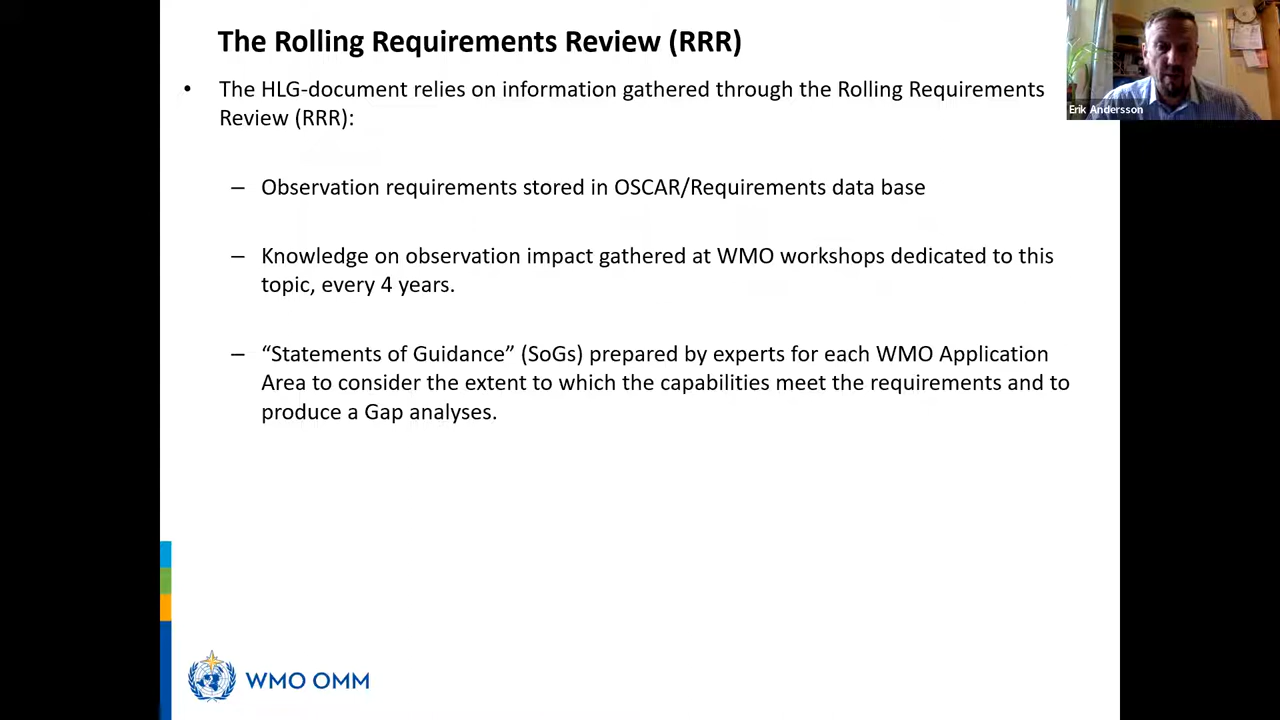 The Rolling Requirements Review (RRR)
• The HLG-document relies on information gathered through the Rolling Requirements
Review (RRR):
– Observation requirements stored in OSCAR/Requirements data base
– Knowledge on observation impact gathered at WMO workshops dedicated to this
topic, every 4 years.
– “Statements of Guidance” (SoGs) prepared by experts for each WMO Application
Area to consider the extent to which the capabilities meet the requirements and to
produce a Gap analyses.
Erik Andersson
WMO OMM